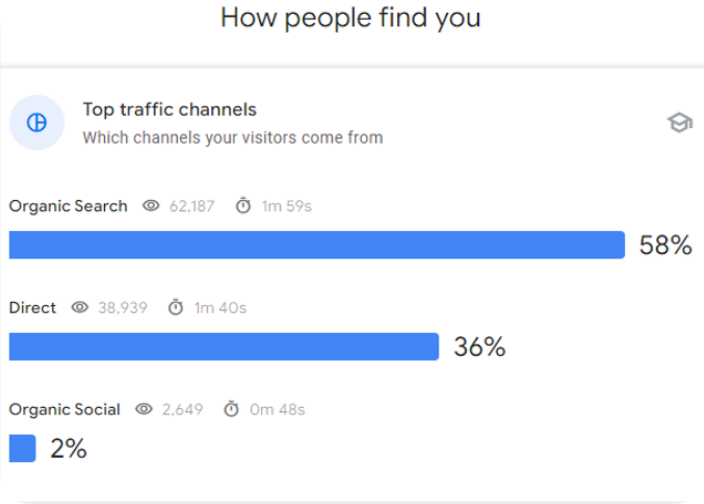 How people find you
Top traffic channels
Which channels your visitors come from
Organic Search 62,187 1m 59s
58%
Direct 38,939 1m 40s
36%
Organic Social 2,649 0m 48s
2%